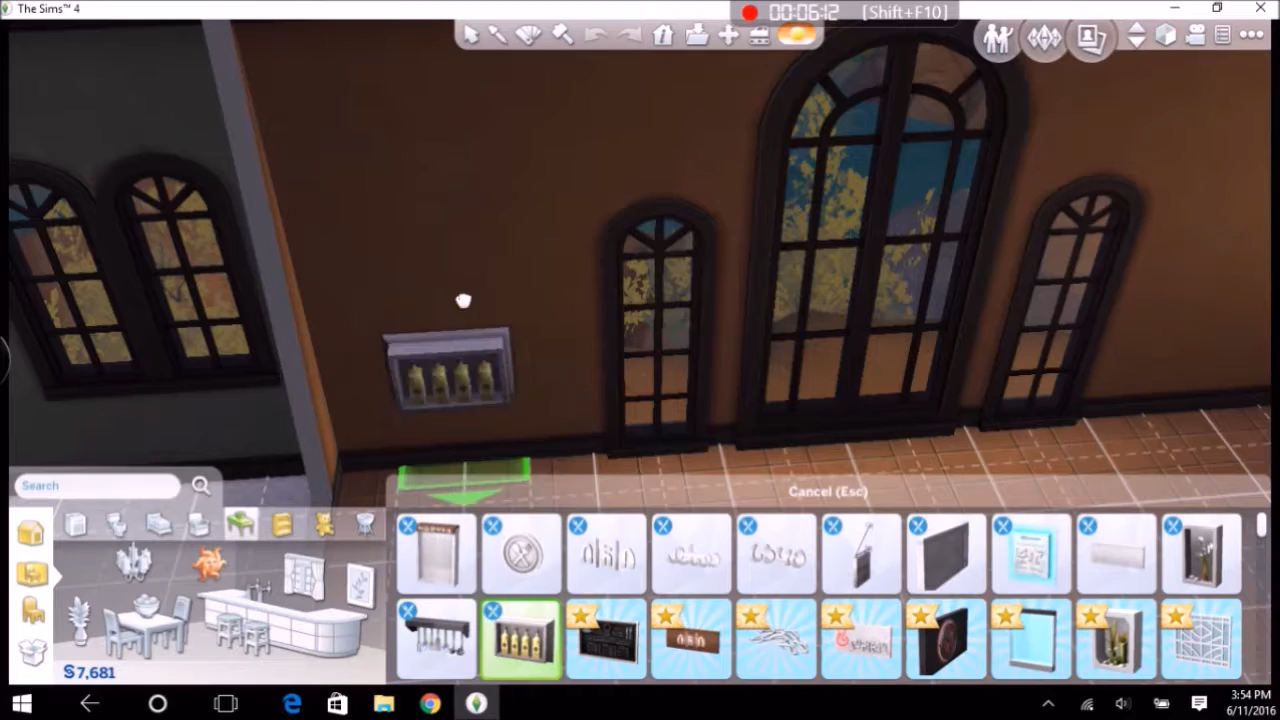 The Sims™ 4
00:06:12 [Shift+F10]
Cancel (Esc)
Search
§7,681
3:54 PM
6/11/2016